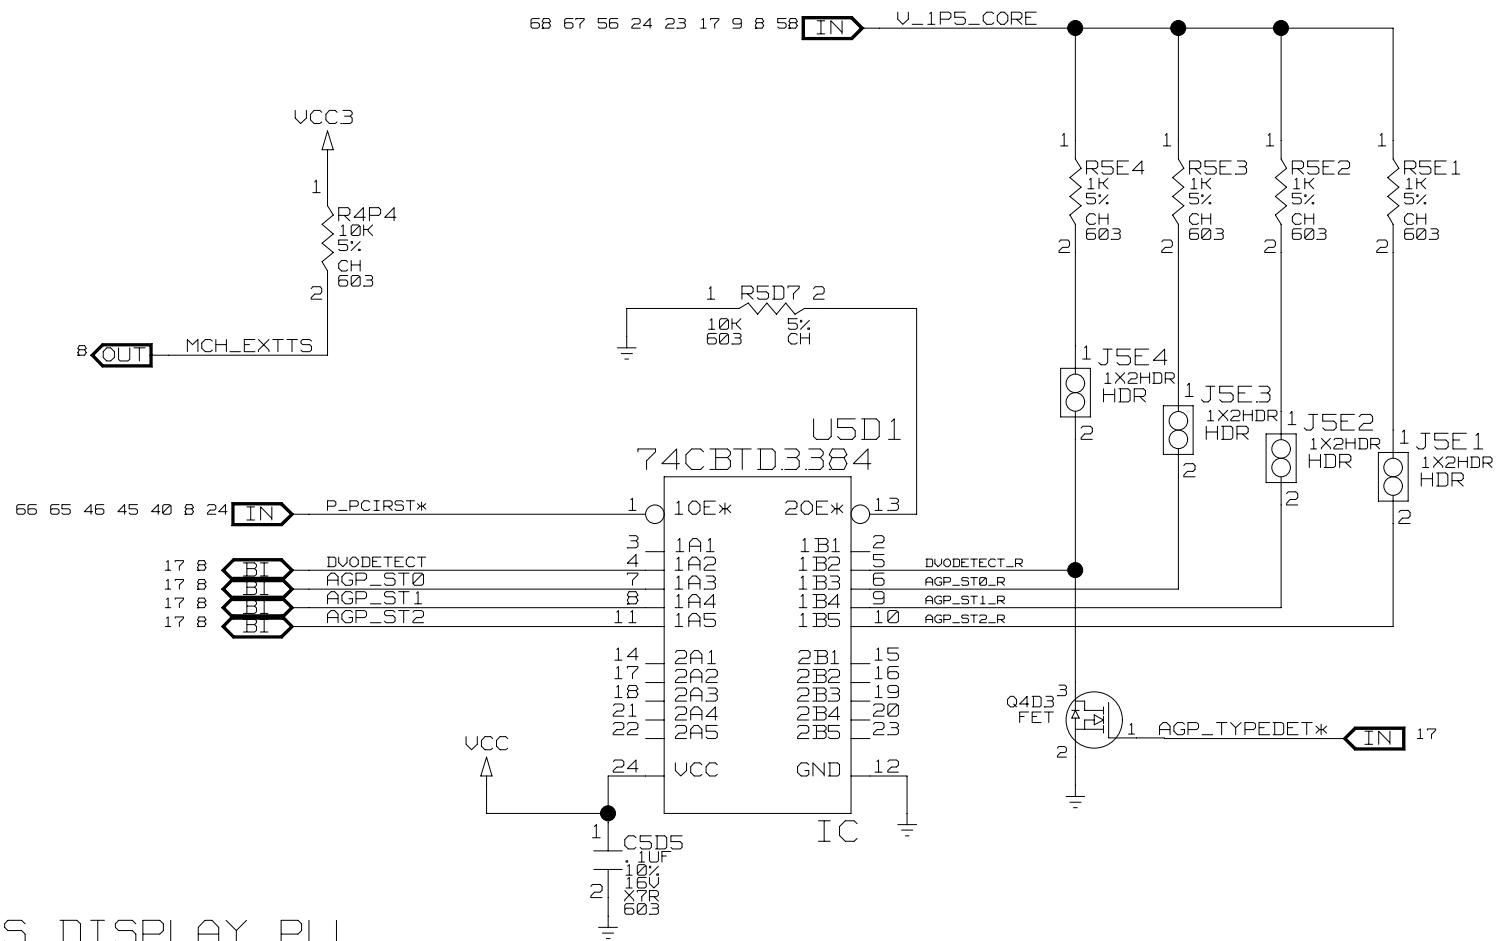 68 67 56 24 23 17 9 8 58 IN V_1P5_CORE
VCC3
1
R4P4
10K
5%
CH
603
2
8 OUT MCH_EXTTS
1 R5D7 2
10K 5%
603 CH
1
R5E4
1K
5%
CH
603
2
1
R5E3
1K
5%
CH
603
2
1
R5E2
1K
5%
CH
603
2
1
R5E1
1K
5%
CH
603
2
1 J5E4
1X2HDR
HDR
2
1 J5E3
1X2HDR
HDR
2
1 J5E2
1X2HDR
HDR
2
1 J5E1
1X2HDR
HDR
2
U5D1
74CBTD3384
66 65 46 45 40 8 24 IN P_PCIRST* 1 1OE* 2OE* 13
3 1A1 1B1 2
17 8 BI DVODETECT 4 1A2 1B2 5 DVODETECT_R
17 8 BI AGP_ST0 7 1A3 1B3 6 AGP_ST0_R
17 8 BI AGP_ST1 8 1A4 1B4 9 AGP_ST1_R
17 8 BI AGP_ST2 11 1A5 1B5 10 AGP_ST2_R
14 2A1 2B1 15
17 2A2 2B2 16
18 2A3 2B3 19
21 2A4 2B4 20
22 2A5 2B5 23
VCC
24 VCC GND 12
IC
1
C5D5
.1UF
10%
16V
X7R
603
2
Q4D3
FET
3
2
1 AGP_TYPEDET* IN 17